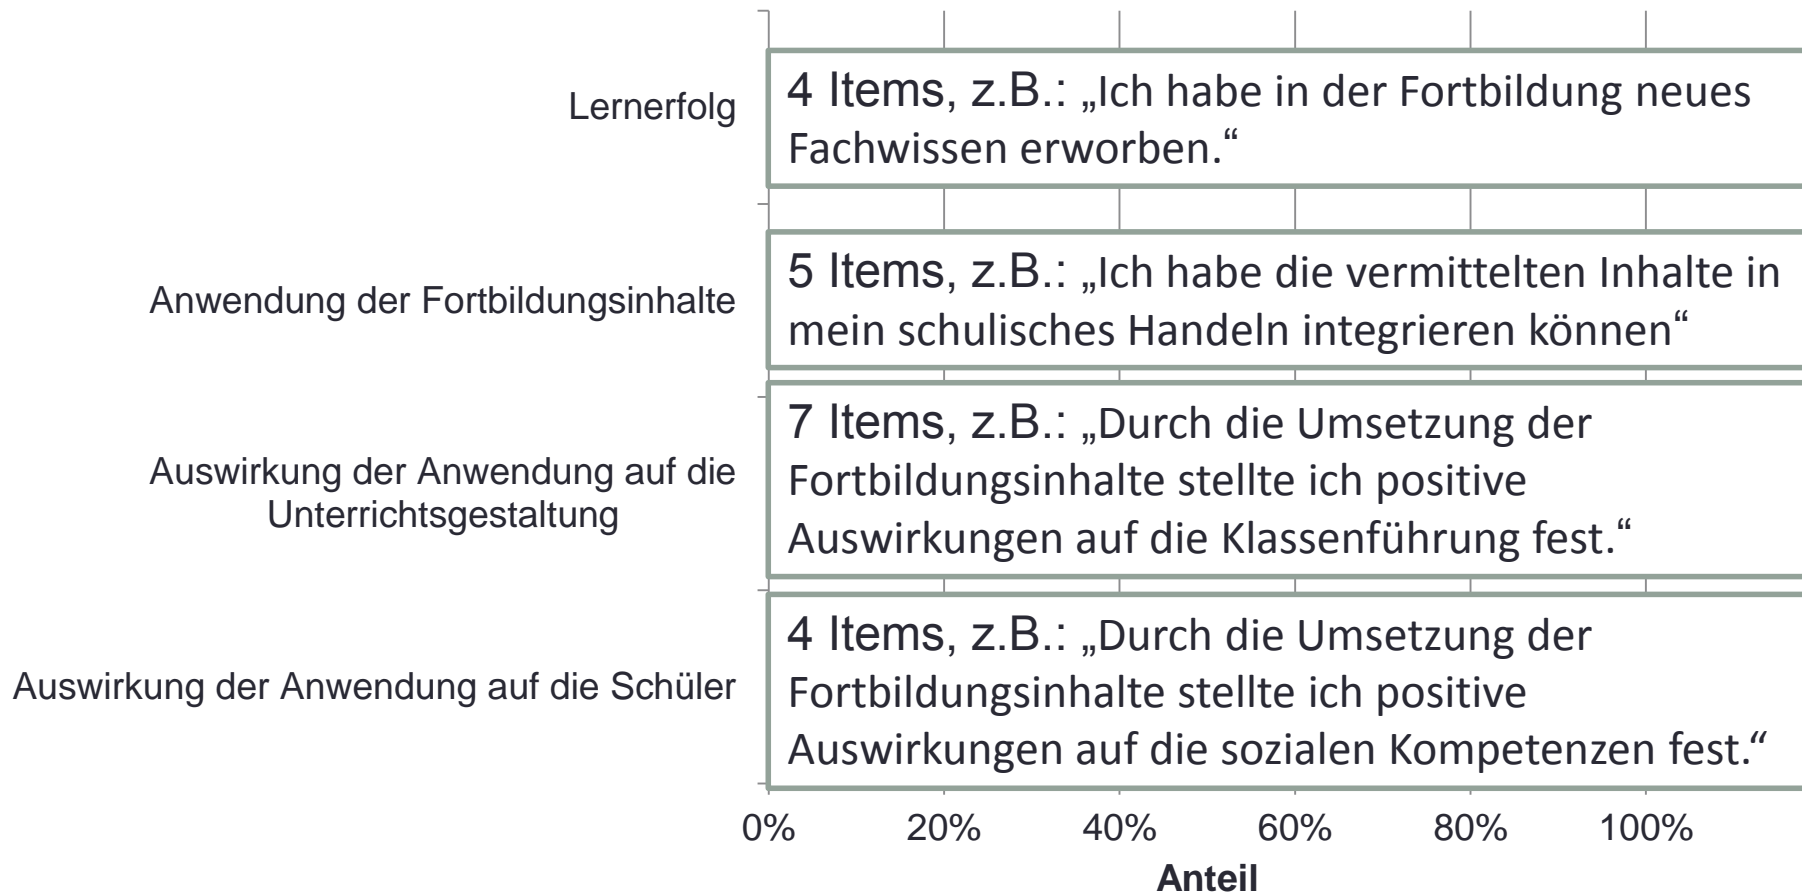 Lernerfolg
4 Items, z.B.: „Ich habe in der Fortbildung neues
Fachwissen erworben.“
Anwendung der Fortbildungsinhalte
5 Items, z.B.: „Ich habe die vermittelten Inhalte in
mein schulisches Handeln integrieren können“
Auswirkung der Anwendung auf die
Unterrichtsgestaltung
7 Items, z.B.: „Durch die Umsetzung der
Fortbildungsinhalte stellte ich positive
Auswirkungen auf die Klassenführung fest.“
Auswirkung der Anwendung auf die Schüler
4 Items, z.B.: „Durch die Umsetzung der
Fortbildungsinhalte stellte ich positive
Auswirkungen auf die sozialen Kompetenzen fest.“
0% 20% 40% 60% 80% 100%
Anteil